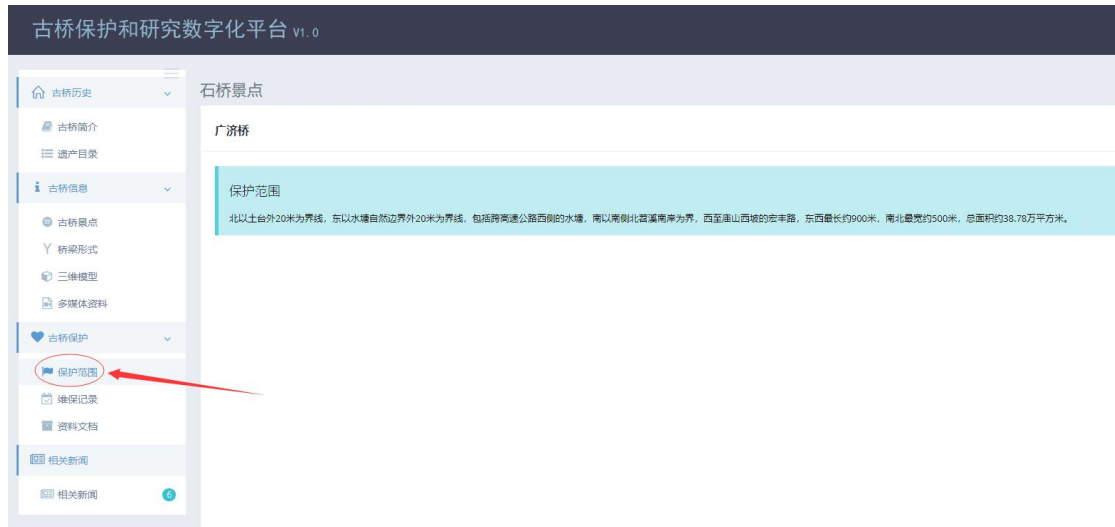 古桥保护和研究数字化平台 V1.0
古桥历史
古桥简介
遗产目录
古桥信息
古桥景点
桥梁形式
三维模型
多媒体资料
古桥保护
保护范围
维保记录
资料文档
相关新闻
相关新闻 6
石桥景点
广济桥
保护范围
北以土台外20米为界线，东以水塘自然边界外20米为界线，包括跨高速公路西侧的水塘，南以南侧北苕溪南岸为界，西至庙山西坡的宏丰路，东西最长约900米，南北最宽约500米，总面积约38.78万平方米。